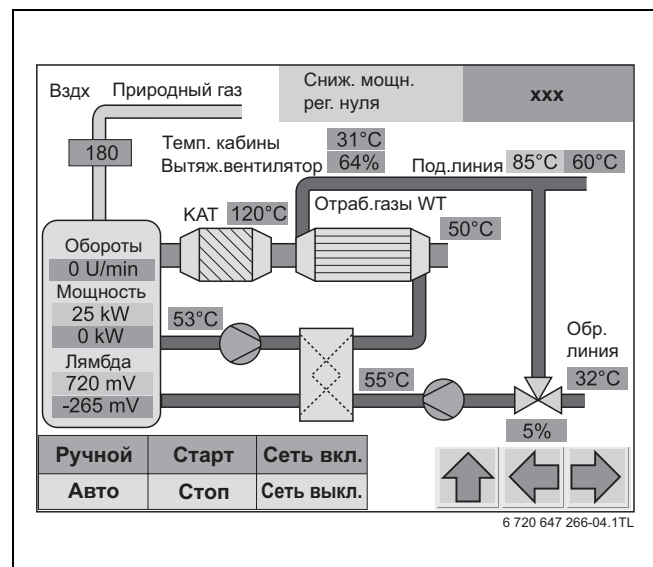 Вздх Природный газ
Сниж. мощн.
рег. нуля
xxx
180
Темп. кабины 31°C
Вытяж.вентилятор 64%
Под.линия 85°C 60°C
KAT 120°C
Отраб.газы WT
50°C
Обороты
0 U/min
Мощность
25 kW
0 kW
Лямбда
720 mV
-265 mV
53°C
55°C
Обр.
линия
32°C
5%
Ручной Старт Сеть вкл.
Авто Стоп Сеть выкл.
6 720 647 266-04.1TL